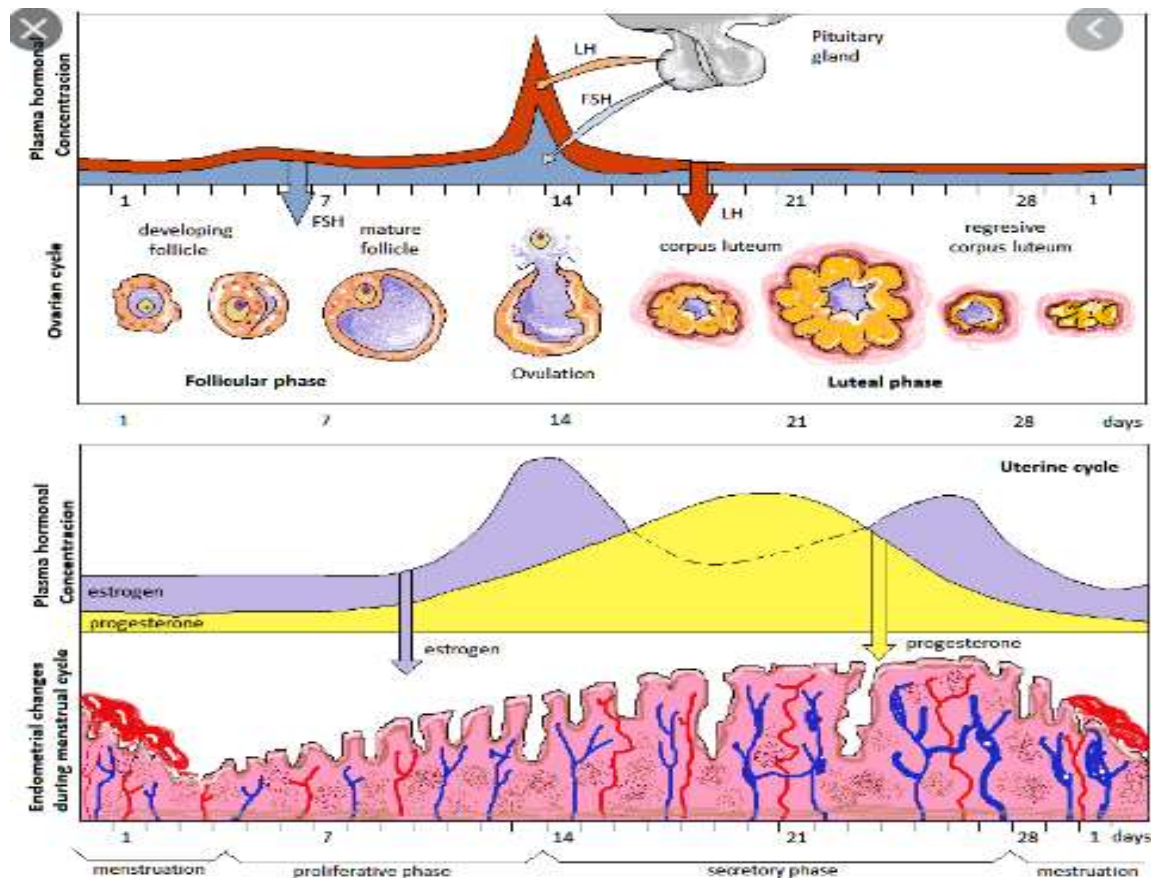 Plasma hormonal
Concentracion
LH
FSH
Pituitary
gland
1 7 14 21 28 1
FSH
LH
Ovarian cycle
developing
follicle
mature
follicle
corpus luteum
regresive
corpus luteum
Follicular phase
Ovulation
Luteal phase
1 7 14 21 28 days
Plasma hormonal
Concentracion
Uterine cycle
estrogen
progesterone
estrogen
progesterone
Endometrial changes
during menstrual cycle
1 7 14 21 28 1 days
menstruation proliferative phase secretory phase mestruation